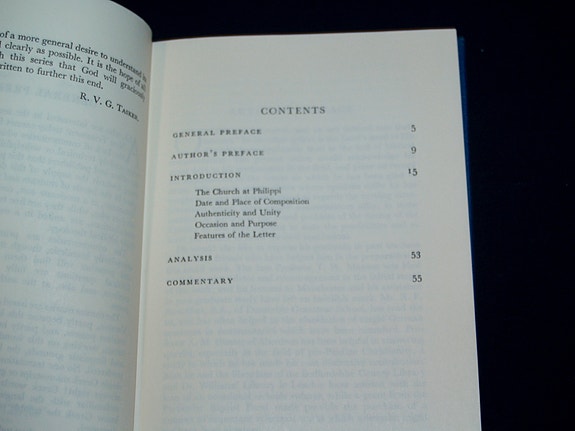 of a more general desire to understand
clearly as possible. It is the hope of all
this series that God will graciously
written to further this end.
R. V. G. TASKER.
CONTENTS
GENERAL PREFACE 5
AUTHOR'S PREFACE 9
INTRODUCTION 15
The Church at Philippi
Date and Place of Composition
Authenticity and Unity
Occasion and Purpose
Features of the Letter
ANALYSIS 53
COMMENTARY 55